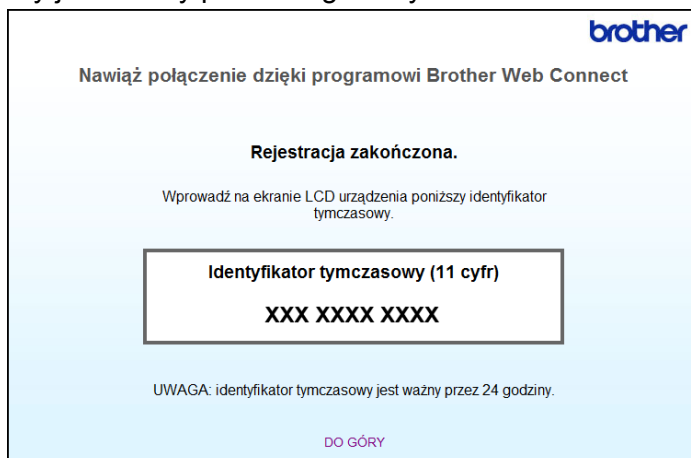 brother
Nawiąż połączenie dzięki programowi Brother Web Connect
Rejestracja zakończona.
Wprowadź na ekranie LCD urządzenia poniższy identyfikator
tymczasowy.
Identyfikator tymczasowy (11 cyfr)
XXX XXXX XXXX
UWAGA: identyfikator tymczasowy jest ważny przez 24 godziny.
DO GÓRY